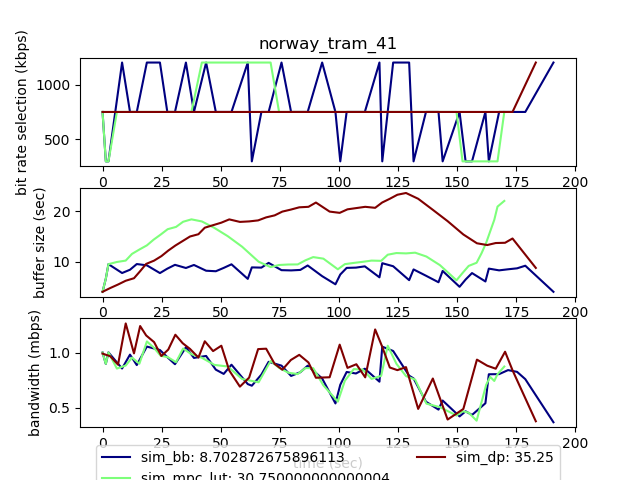 norway_tram_41
bit rate selection (kbps)
1000
500
0 25 50 75 100 125 150 175 200
buffer size (sec)
20
10
0 25 50 75 100 125 150 175 200
bandwidth (mbps)
1.0
0.5
0 25 50 75 100 125 150 175 200
time (sec)
sim_bb: 8.702872675896113 sim_dp: 35.25
sim_mpc_lut: 30.750000000000004